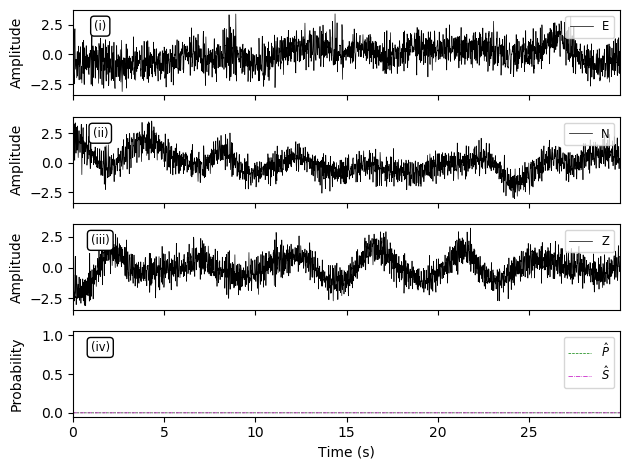 (i)
E
Amplitude
2.5
0.0
−2.5
(ii)
N
Amplitude
2.5
0.0
−2.5
(iii)
Z
Amplitude
2.5
0.0
−2.5
(iv)
P̂
Ŝ
Probability
1.0
0.5
0.0
0 5 10 15 20 25
Time (s)